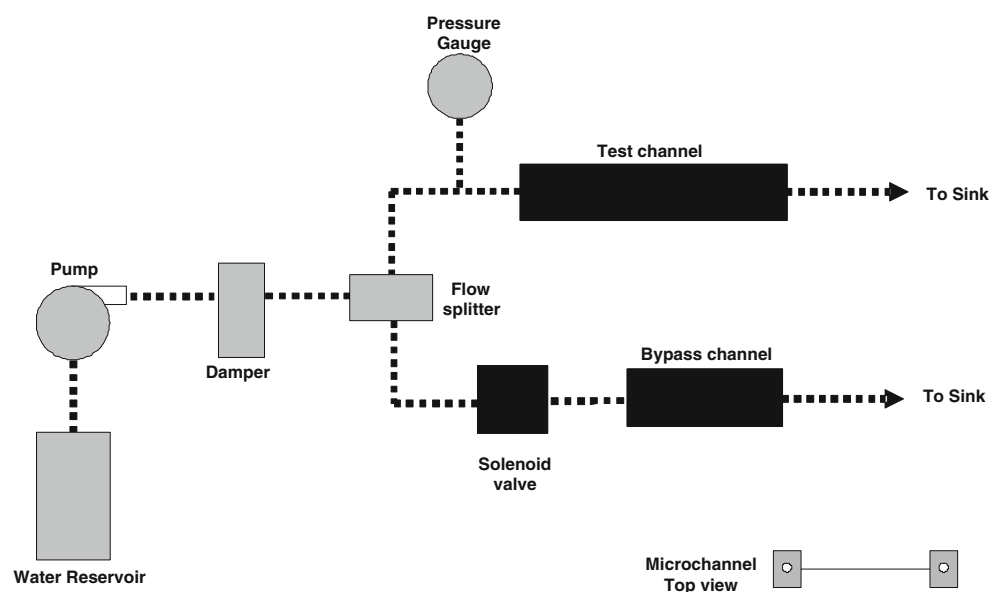 Pressure
Gauge
Test channel
To Sink
Pump
Flow
splitter
Damper
Bypass channel
To Sink
Solenoid
valve
Water Reservoir
Microchannel
Top view